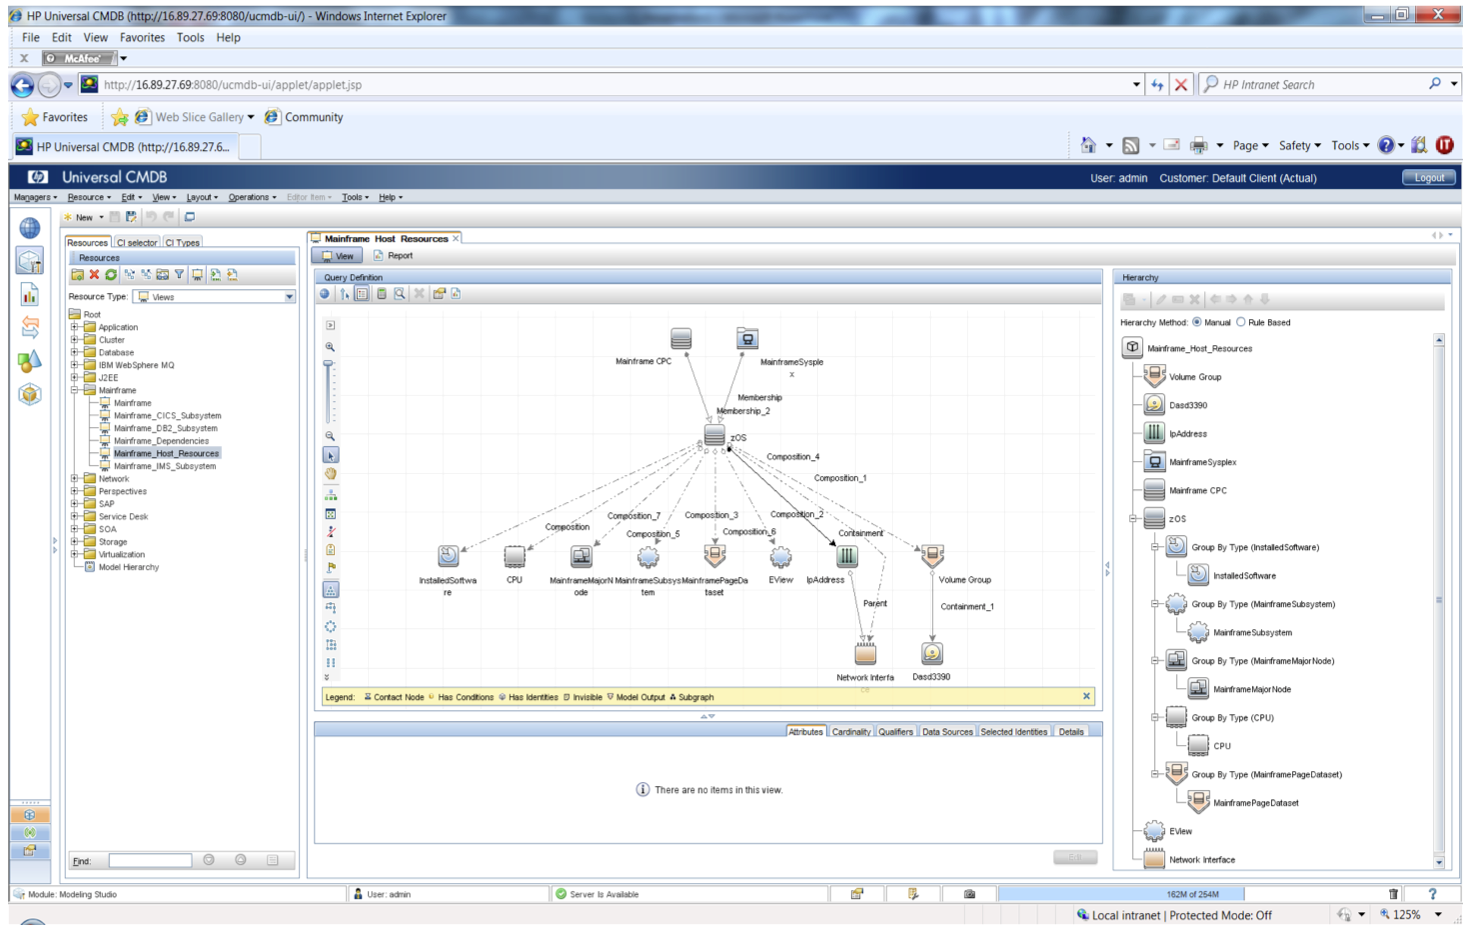 HP Universal CMDB (http://16.89.27.69:8080/ucmdb-ui/) - Windows Internet Explorer
File Edit View Favorites Tools Help
X McAfee
http://16.89.27.69:8080/ucmdb-ui/applet/applet.jsp
HP Intranet Search
Favorites Web Slice Gallery Community
HP Universal CMDB (http://16.89.27.6...
Page Safety Tools
hp Universal CMDB
User: admin Customer: Default Client (Actual) Logout
Managers Resource Edit View Layout Operations Editor Item Tools Help
New
Resources CI selector CI Types
Resources
Resource Type: Views
Root
Application
Cluster
Database
IBM WebSphere MQ
J2EE
Mainframe
Mainframe
Mainframe_CICS_Subsystem
Mainframe_DB2_Subsystem
Mainframe_Dependencies
Mainframe_Host_Resources
Mainframe_IMS_Subsystem
Network
Perspectives
SAP
Service Desk
SOA
Storage
Virtualization
Model Hierarchy
Find:
Mainframe_Host_Resources
View Report
Query Definition
Mainframe CPC
MainframeSysple
x
Membership
Membership_2
zOS
Composition_4
Composition_1
Composition
Composition_7
Composition_5
Composition_3
Composition_6
Composition_2
Containment
InstalledSoftwa
re
CPU
MainframeMajorN
ode
MainframeSubsys
tem
MainframePageDa
taset
EView
IpAddress
Volume Group
Parent
Containment_1
Network Interfa
ce
Dasd3390
Legend: Contact Node Has Conditions Has Identities Invisible Model Output Subgraph
Attributes Cardinality Qualifiers Data Sources Selected Identities Details
There are no items in this view.
Hierarchy
Hierarchy Method: Manual Rule Based
Mainframe_Host_Resources
Volume Group
Dasd3390
IpAddress
MainframeSysplex
Mainframe CPC
zOS
Group By Type (InstalledSoftware)
InstalledSoftware
Group By Type (MainframeSubsystem)
MainframeSubsystem
Group By Type (MainframeMajorNode)
MainframeMajorNode
Group By Type (CPU)
CPU
Group By Type (MainframePageDataset)
MainframePageDataset
EView
Network Interface
Module: Modeling Studio
User: admin
Server Is Available
162M of 254M
Local intranet | Protected Mode: Off
125%